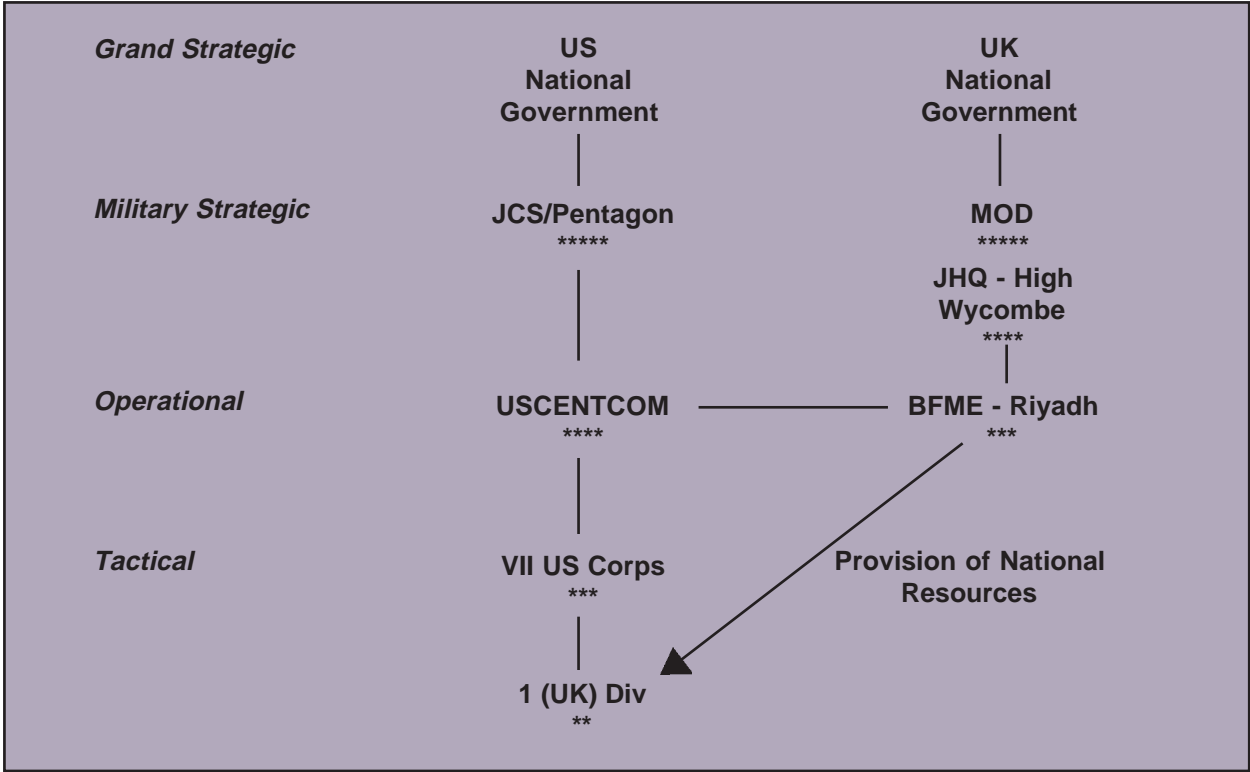 Grand Strategic
US
National
Government
UK
National
Government
Military Strategic
JCS/Pentagon
*****
MOD
*****
JHQ - High
Wycombe
****
Operational
USCENTCOM
****
BFME - Riyadh
***
Tactical
VII US Corps
***
Provision of National
Resources
1 (UK) Div
**